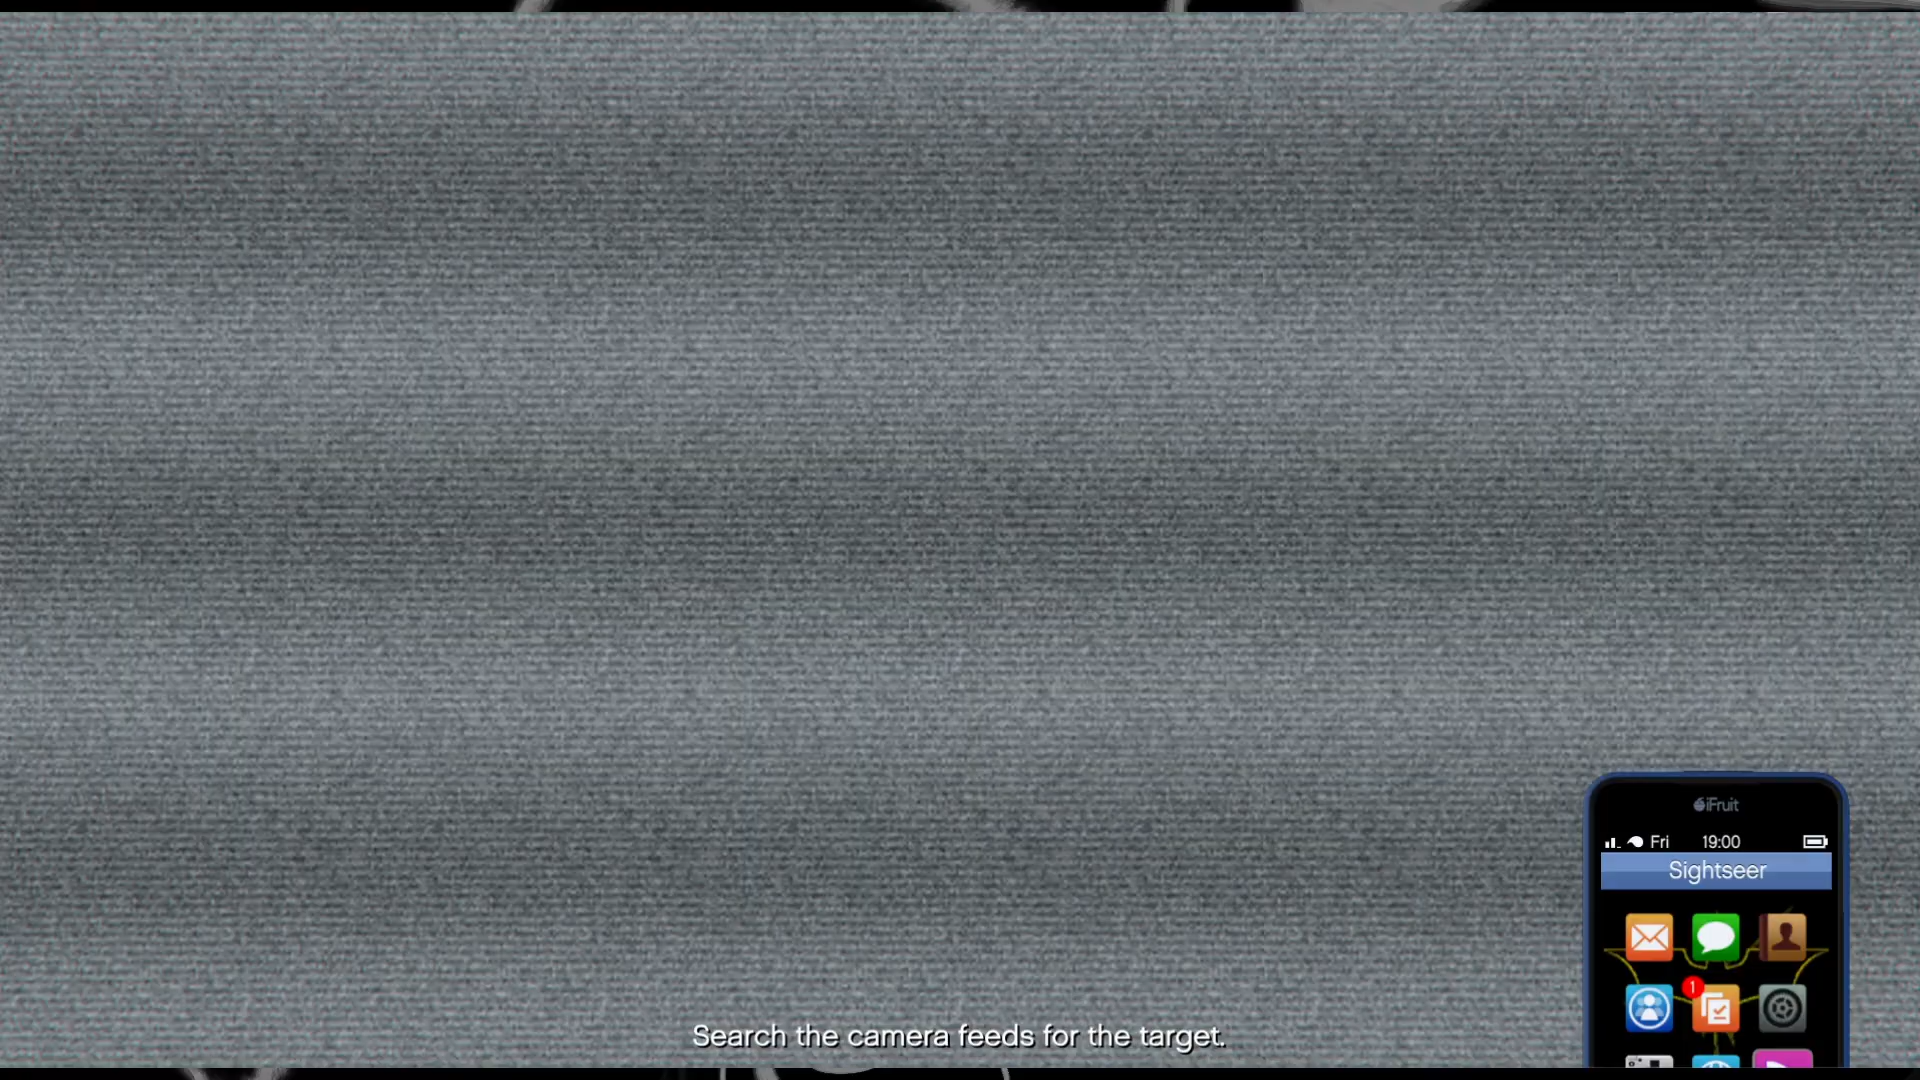 iFruit
Fri 19:00
Sightseer
1
Search the camera feeds for the target.